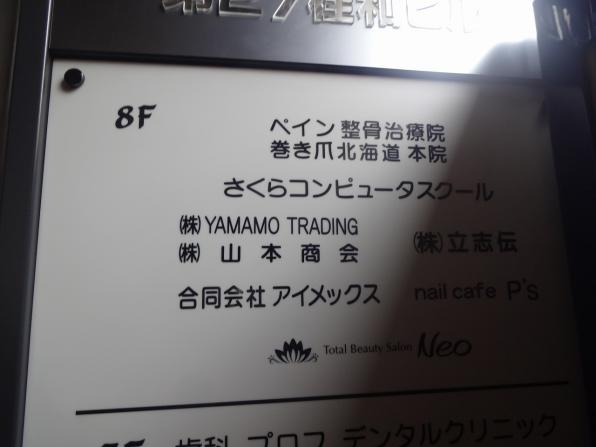 8F
ペイン 整骨治療院
巻き爪北海道 本院
さくらコンピュータスクール
㈱ YAMAMO TRADING
㈱ 山本商会
㈱ 立志伝
合同会社 アイメックス
nail cafe P's
Total Beauty Salon Neo
歯科 プロフ デンタルクリニック